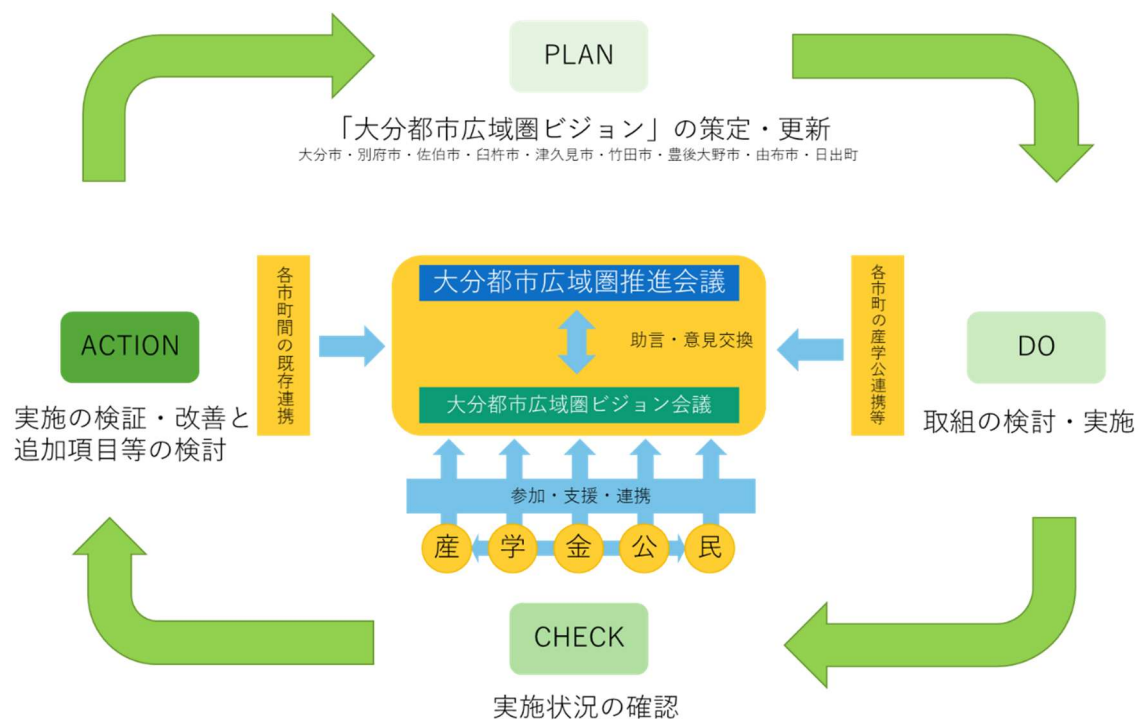 PLAN
「大分都市広域圏ビジョン」の策定・更新
大分市・別府市・佐伯市・臼杵市・津久見市・竹田市・豊後大野市・由布市・日出町
各市町間の既存連携
大分都市広域圏推進会議
助言・意見交換
大分都市広域圏ビジョン会議
各市町の産学公連携等
ACTION
実施の検証・改善と
追加項目等の検討
DO
取組の検討・実施
参加・支援・連携
産 学 金 公 民
CHECK
実施状況の確認